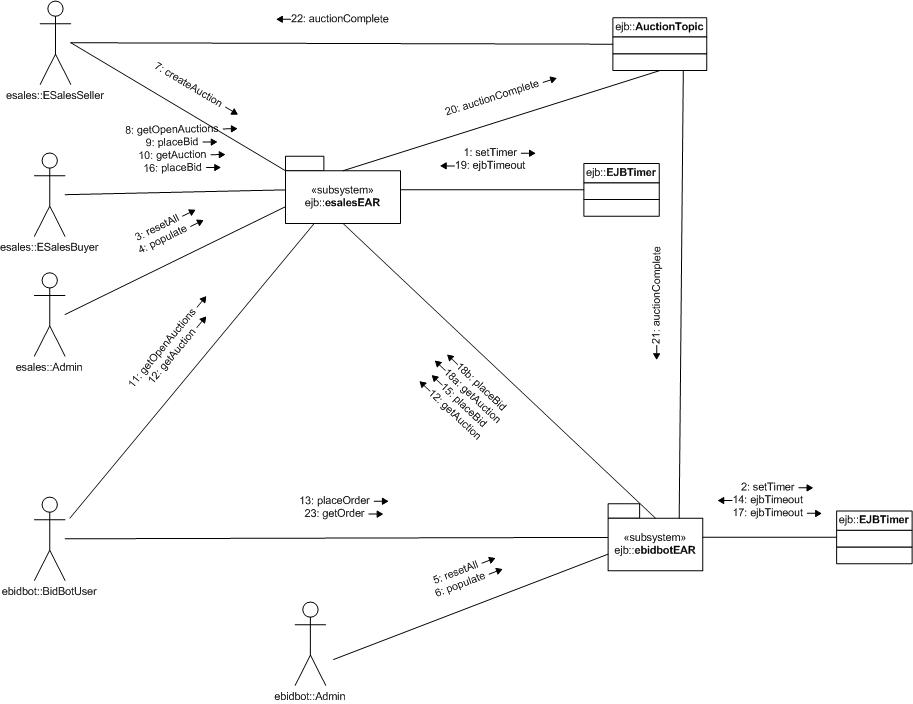 22: auctionComplete
ejb::AuctionTopic
esales::ESalesSeller
7: createAuction
20: auctionComplete
8: getOpenAuctions
9: placeBid
10: getAuction
16: placeBid
1: setTimer
19: ejbTimeout
ejb::EJBTimer
«subsystem»
ejb::esalesEAR
esales::ESalesBuyer
3: resetAll
4: populate
21: auctionComplete
esales::Admin
11: getOpenAuctions
12: getAuction
18b: placeBid
18a: getAuction
15: placeBid
12: getAuction
13: placeOrder
23: getOrder
2: setTimer
14: ejbTimeout
17: ejbTimeout
ejb::EJBTimer
«subsystem»
ejb::ebidbotEAR
ebidbot::BidBotUser
5: resetAll
6: populate
ebidbot::Admin